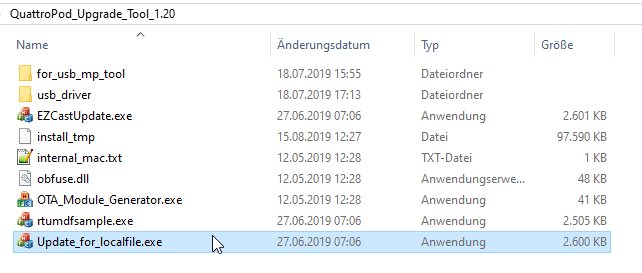 QuattroPod_Upgrade_Tool_1.20
Name Änderungsdatum Typ Größe
for_usb_mp_tool 18.07.2019 15:55 Dateiordner
usb_driver 18.07.2019 17:13 Dateiordner
EZCastUpdate.exe 27.06.2019 07:06 Anwendung 2.601 KB
install_tmp 15.08.2019 12:27 Datei 97.590 KB
internal_mac.txt 12.05.2019 12:28 TXT-Datei 1 KB
obfuse.dll 12.05.2019 12:28 Anwendungserwe... 48 KB
OTA_Module_Generator.exe 12.05.2019 12:28 Anwendung 41 KB
rtumdfsample.exe 27.06.2019 07:06 Anwendung 2.505 KB
Update_for_localfile.exe 27.06.2019 07:06 Anwendung 2.600 KB